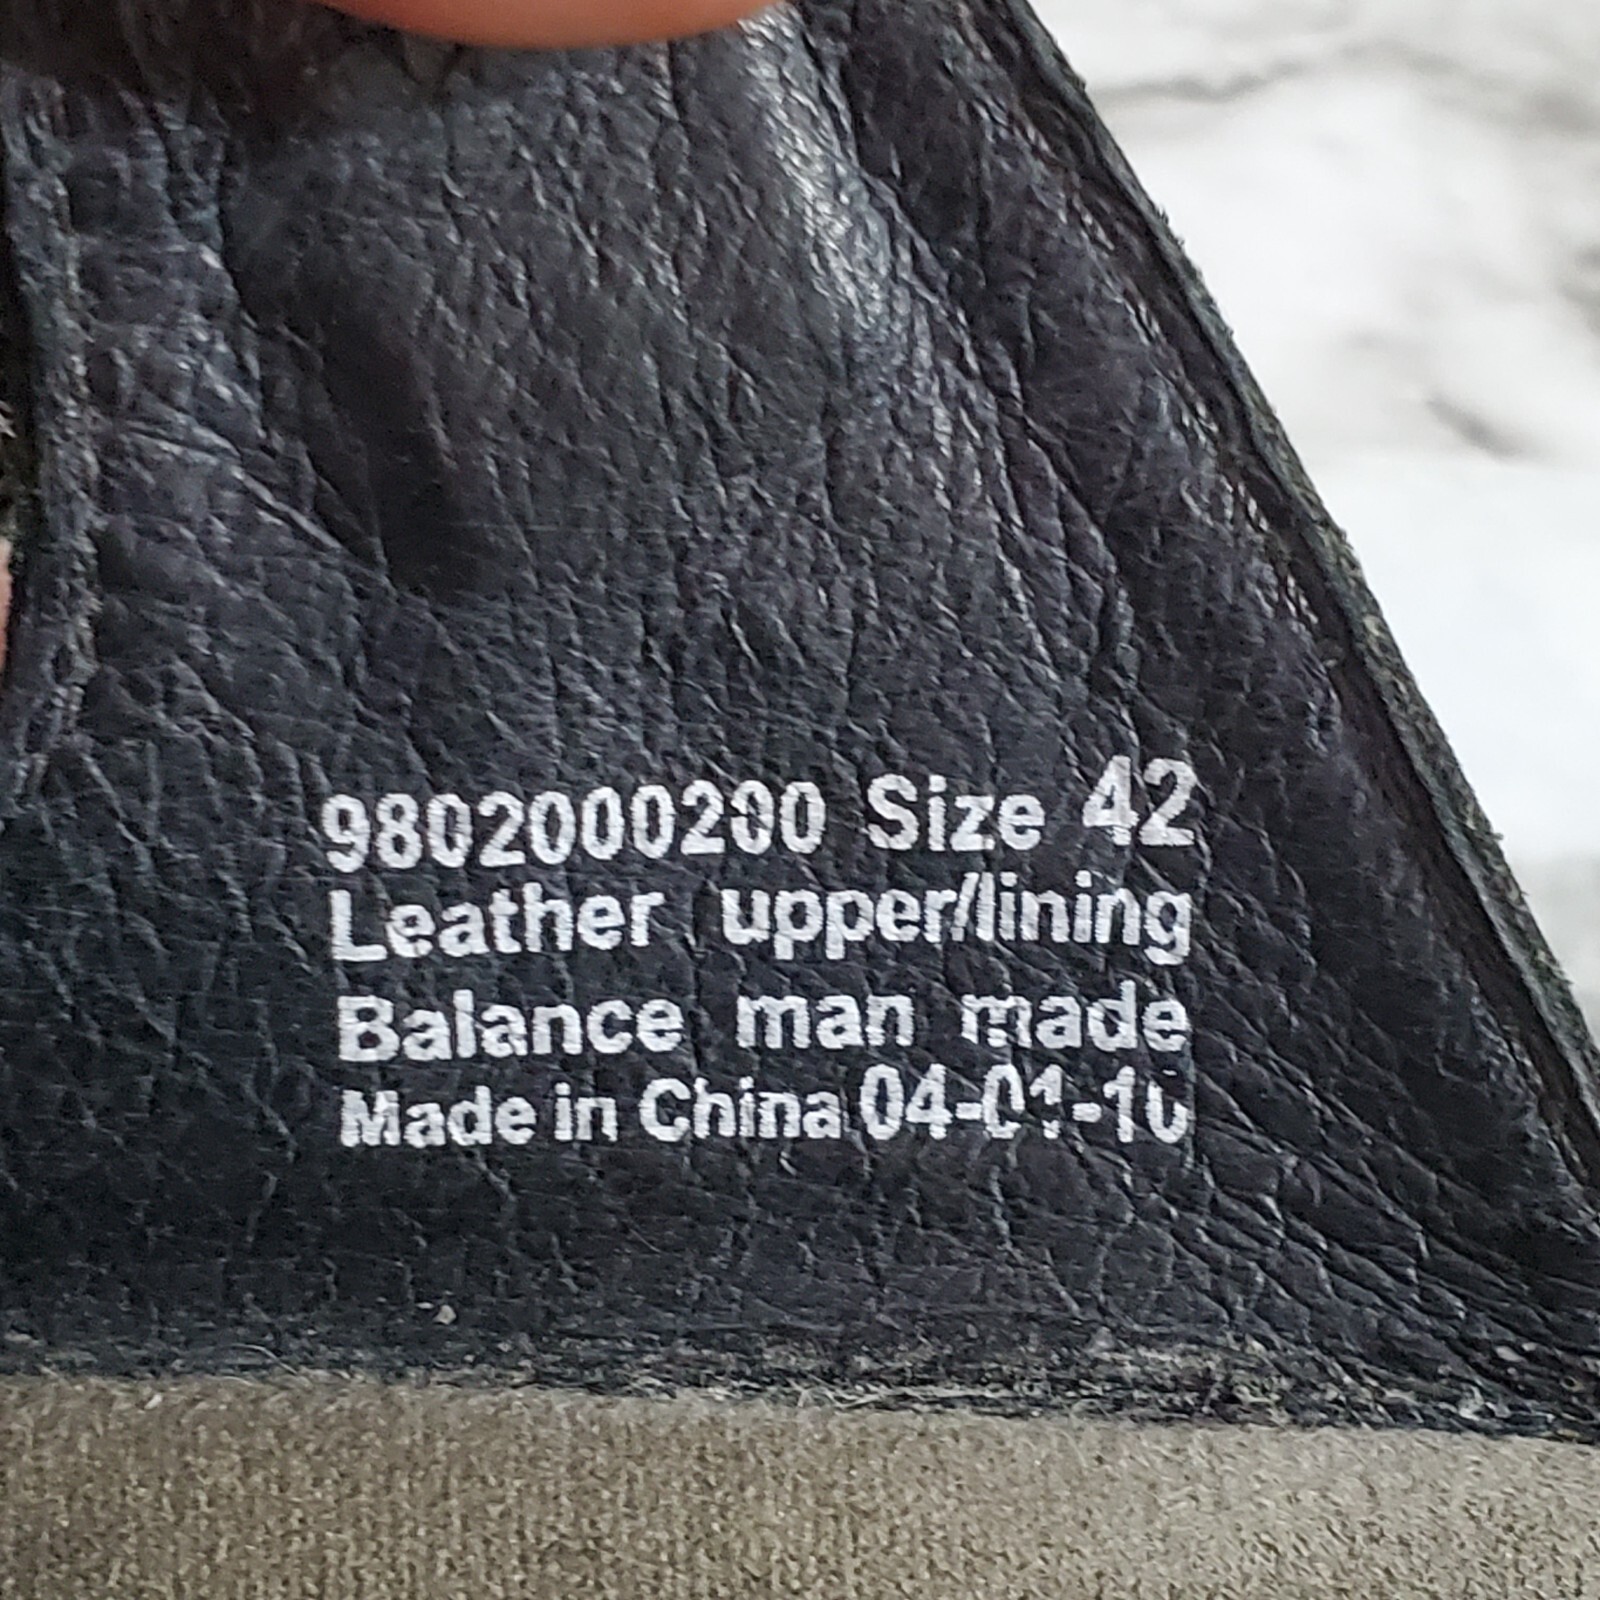 9802000200 Size 42
Leather upper/lining
Balance man made
Made in China 04-01-10